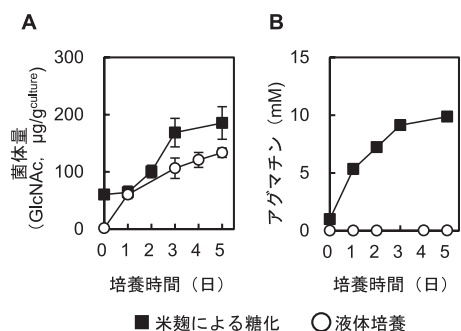 A
菌体量
(GlcNAc, μg/gculture)
300
200
100
0
0 1 2 3 4 5
培養時間（日）
B
アグマチン（mM）
15
10
5
0
0 1 2 3 4 5
培養時間（日）
■ 米麹による糖化 ○ 液体培養